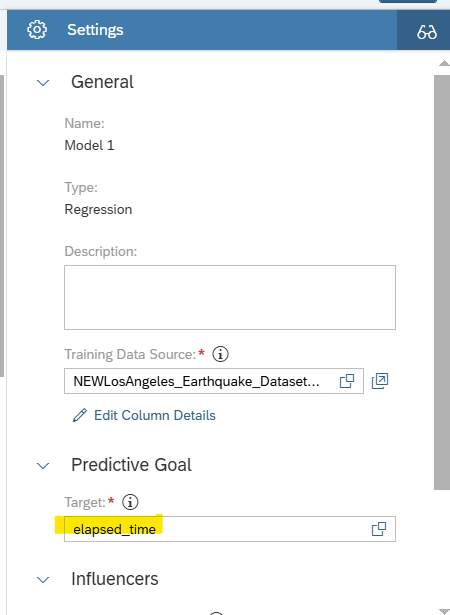 Settings
General
Name:
Model 1
Type:
Regression
Description:
Training Data Source:*
NEWLosAngeles_Earthquake_Dataset...
Edit Column Details
Predictive Goal
Target:*
elapsed_time
Influencers